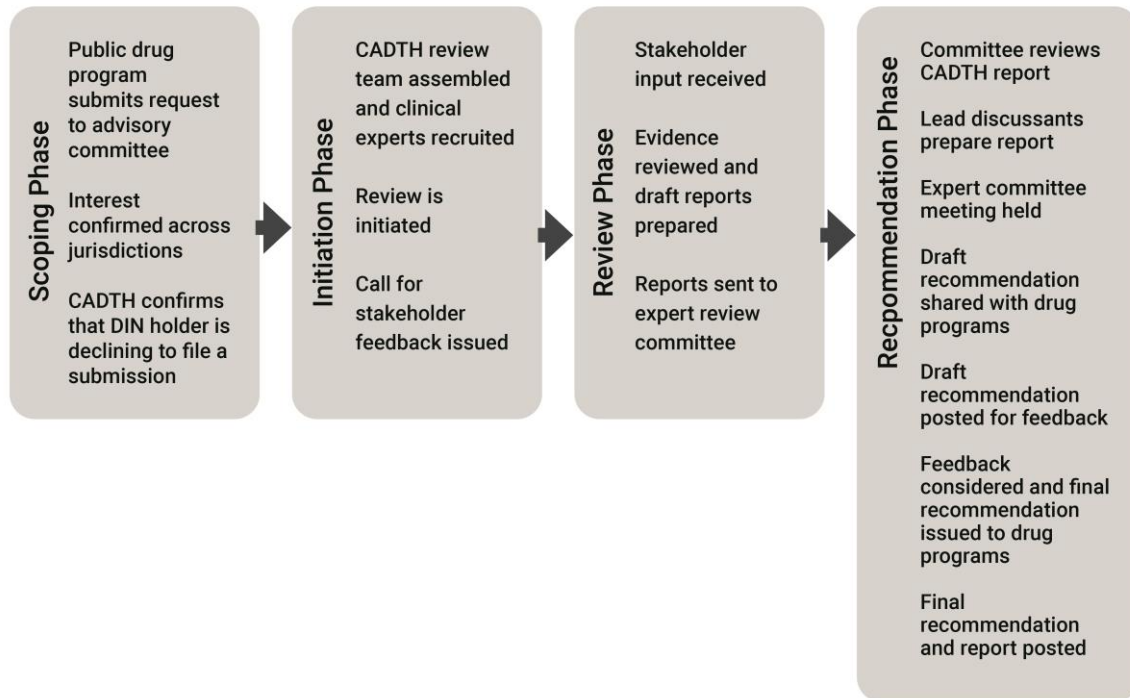 Scoping Phase
Public drug
program
submits request
to advisory
committee
Interest
confirmed across
jurisdictions
CADTH confirms
that DIN holder is
declining to file a
submission
Initiation Phase
CADTH review
team assembled
and clinical
experts recruited
Review is
initiated
Call for
stakeholder
feedback issued
Review Phase
Stakeholder
input received
Evidence
reviewed and
draft reports
prepared
Reports sent to
expert review
committee
Recpommendation Phase
Committee reviews
CADTH report
Lead discussants
prepare report
Expert committee
meeting held
Draft
recommendation
shared with drug
programs
Draft
recommendation
posted for feedback
Feedback
considered and final
recommendation
issued to drug
programs
Final
recommendation
and report posted